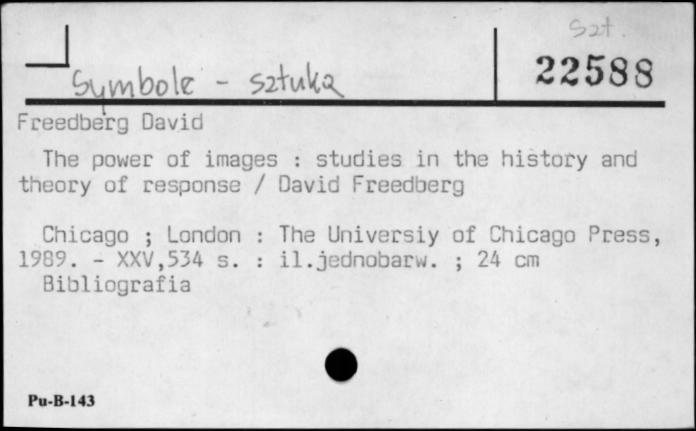 Szt.
22588
Symbole - sztuka
Freedberg David
The power of images : studies in the history and
theory of response / David Freedberg
Chicago ; London : The Universiy of Chicago Press,
1989. - XXV,534 s. : il.jednobarw. ; 24 cm
Bibliografia
Pu-B-143